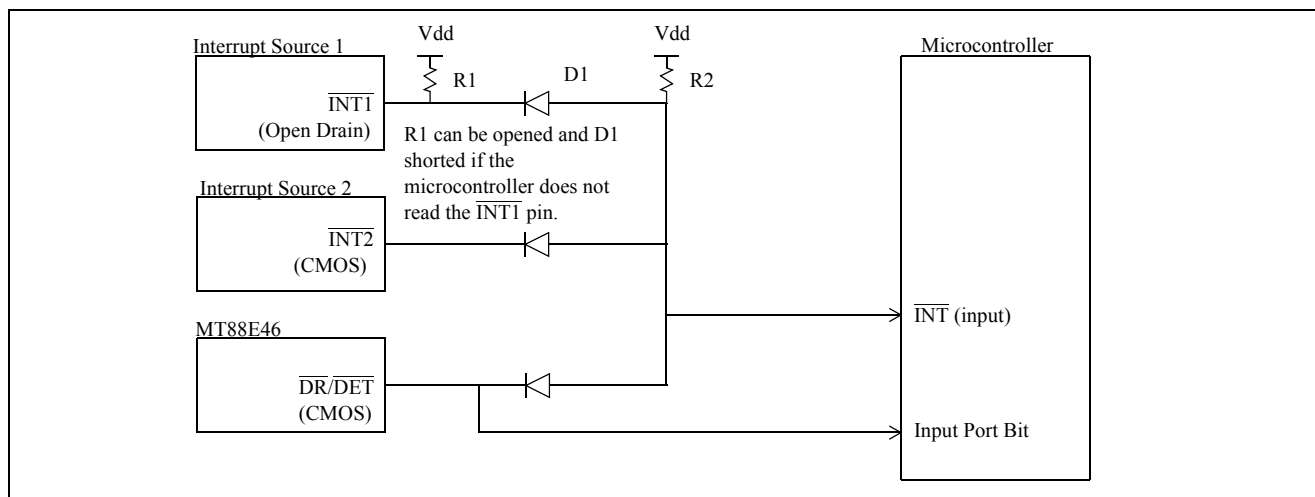 Vdd
Vdd
Interrupt Source 1
Microcontroller
R1
D1
R2
INT1
(Open Drain)
R1 can be opened and D1
shorted if the
microcontroller does not
read the INT1 pin.
Interrupt Source 2
INT2
(CMOS)
INT (input)
MT88E46
DR/DET
(CMOS)
Input Port Bit